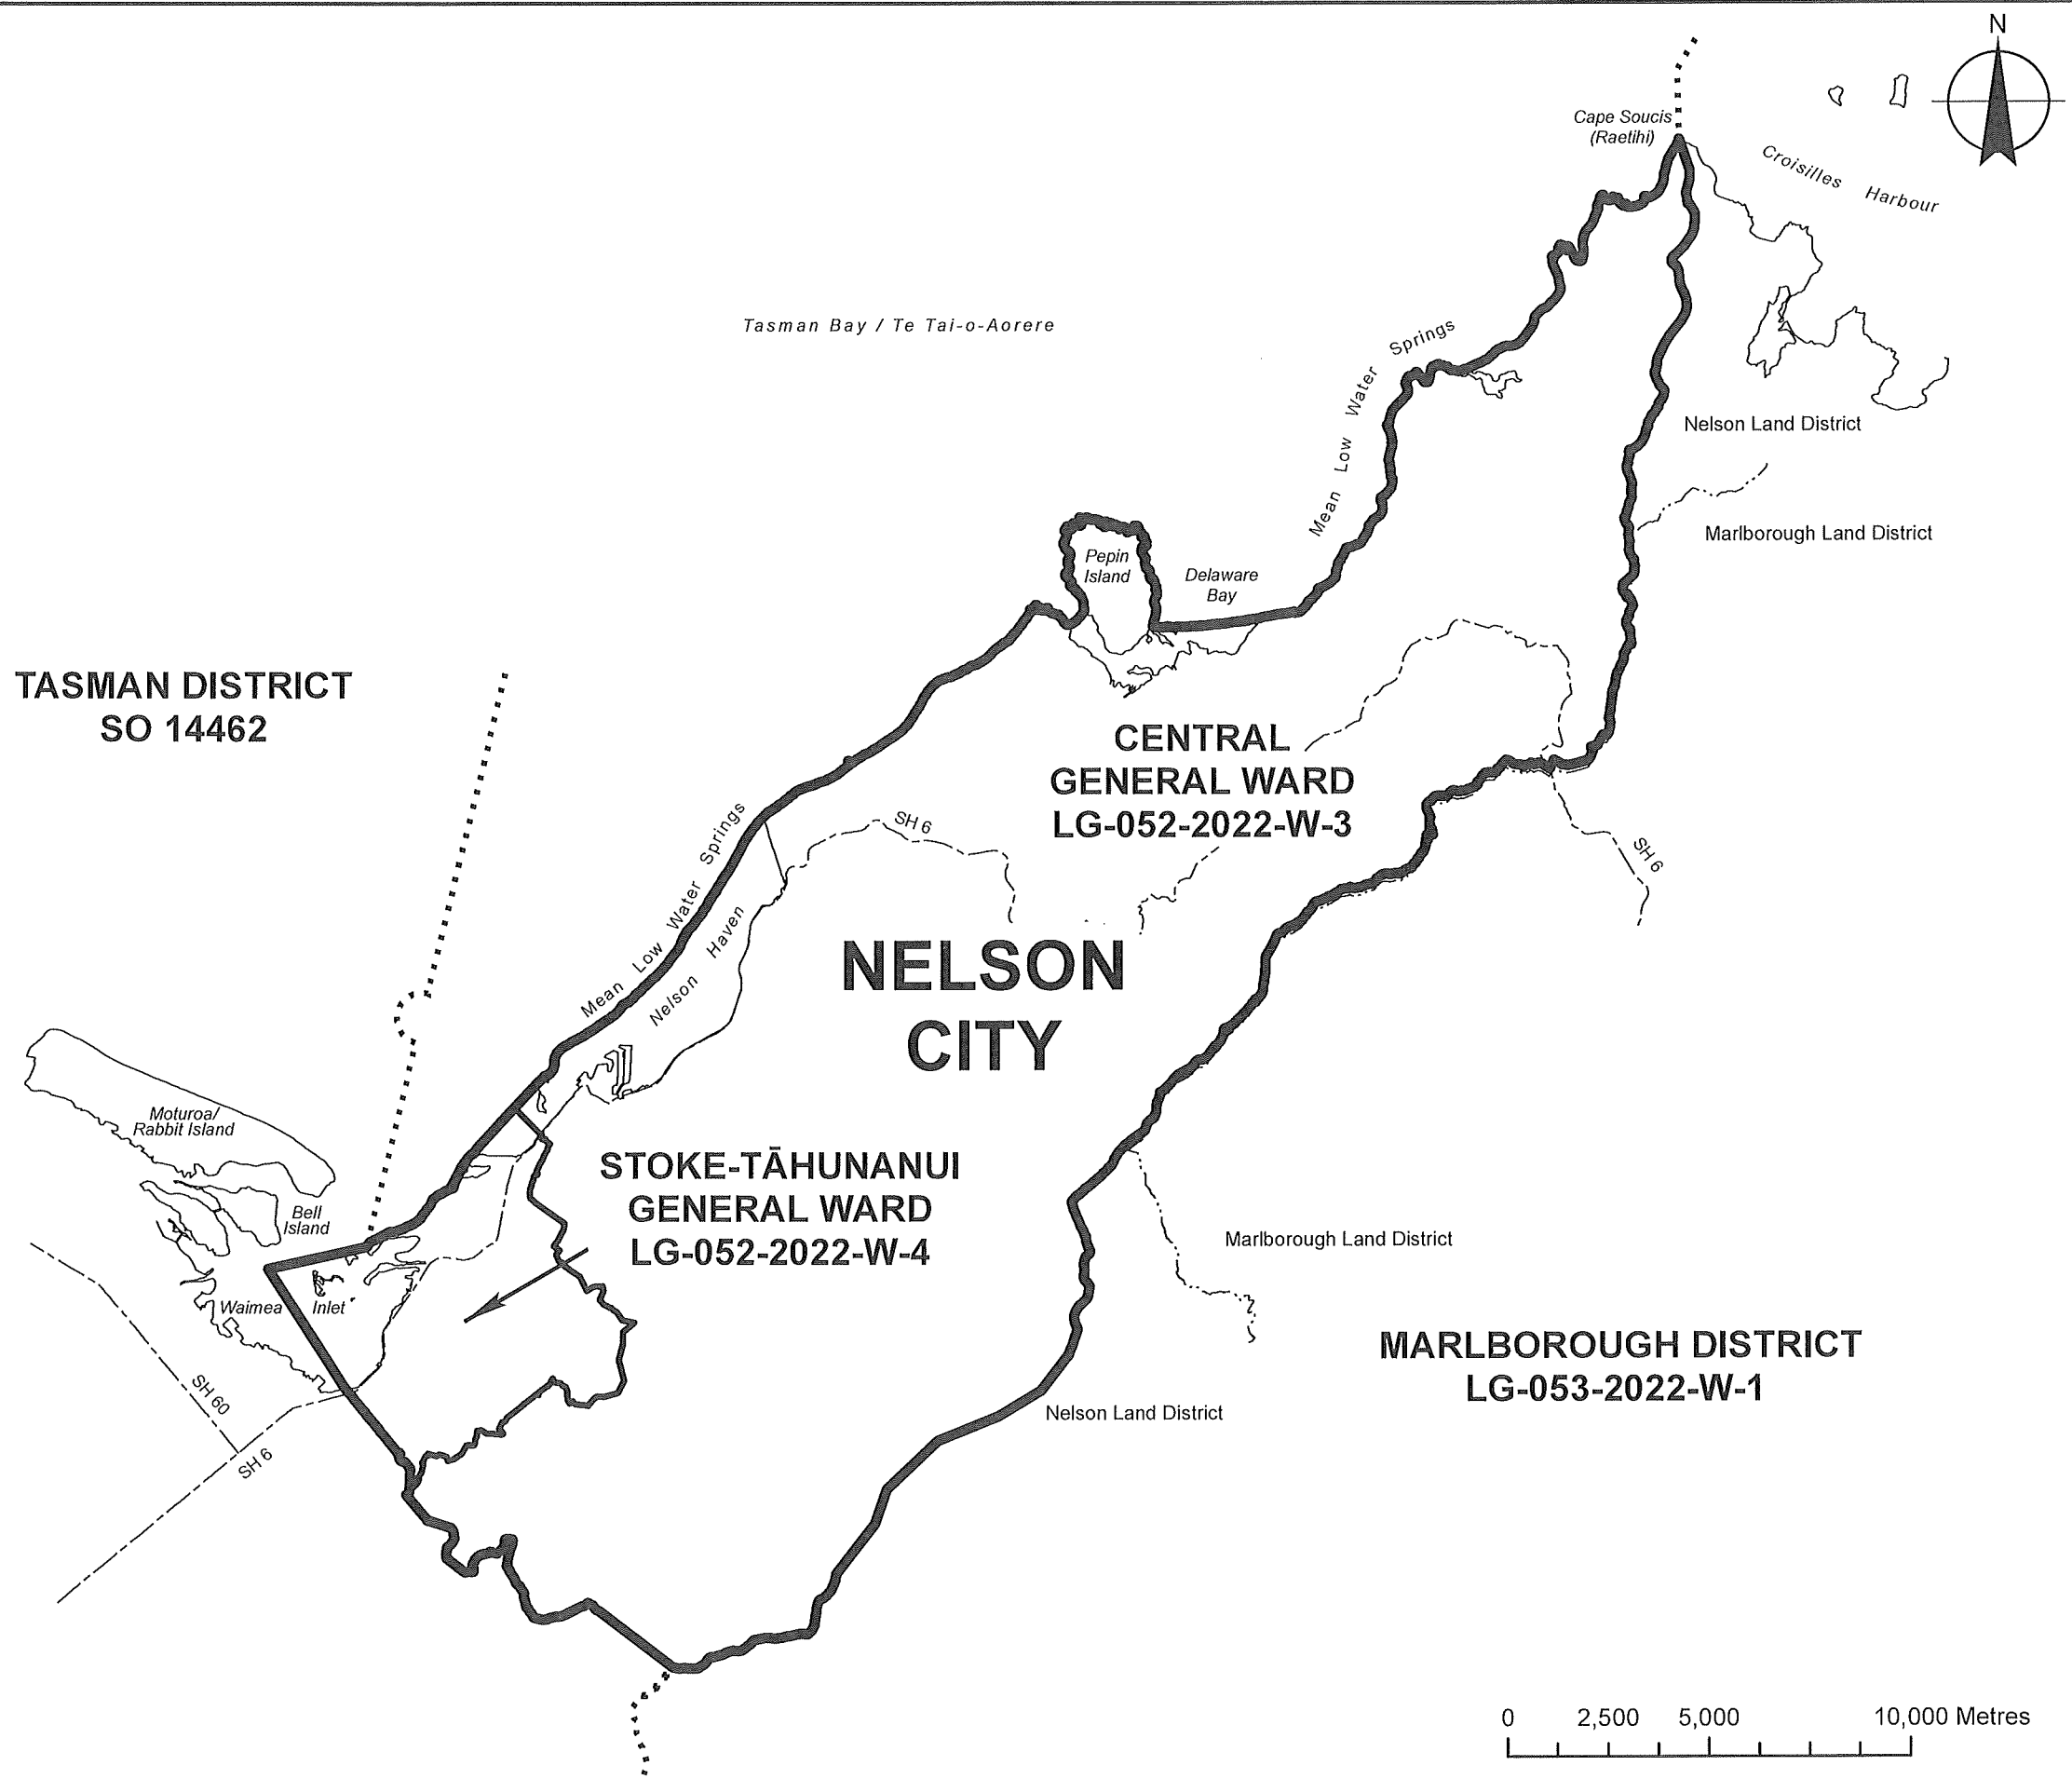 N
Cape Soucis
(Raetihi)
Croisilles Harbour
Tasman Bay / Te Tai-o-Aorere
Mean Low Water Springs
Nelson Land District
Marlborough Land District
Pepin
Island
Delaware
Bay
TASMAN DISTRICT
SO 14462
CENTRAL
GENERAL WARD
LG-052-2022-W-3
SH 6
SH 6
Mean Low Water Springs
Nelson Haven
NELSON
CITY
Moturoa/
Rabbit Island
Bell
Island
STOKE-TĀHUNANUI
GENERAL WARD
LG-052-2022-W-4
Marlborough Land District
Waimea Inlet
MARLBOROUGH DISTRICT
LG-053-2022-W-1
SH 60
Nelson Land District
SH 6
0 2,500 5,000 10,000 Metres